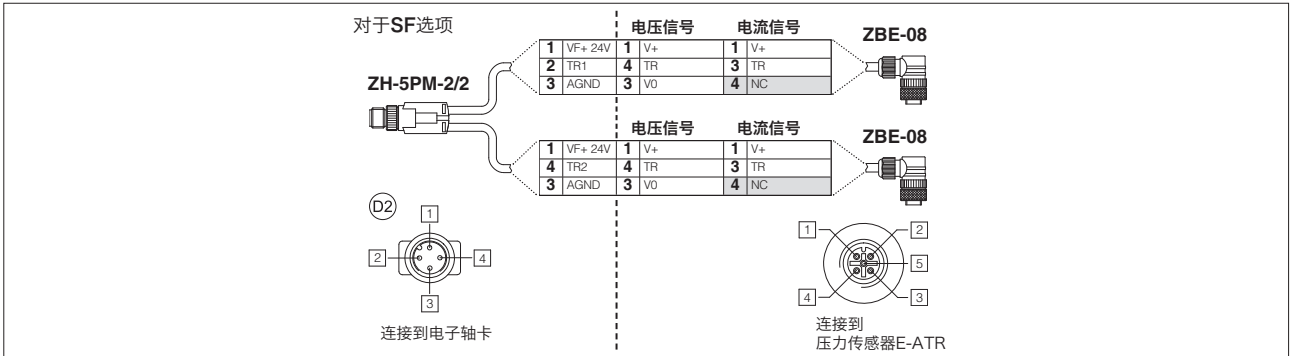 对于SF选项
电压信号 电流信号
ZBE-08
1 VF+ 24V 1 V+ 1 V+
2 TR1 4 TR 3 TR
3 AGND 3 V0 4 NC
ZH-5PM-2/2
电压信号 电流信号
ZBE-08
1 VF+ 24V 1 V+ 1 V+
4 TR2 4 TR 3 TR
3 AGND 3 V0 4 NC
D2
1
2 4
3
连接到电子轴卡
1 2
5
4 3
连接到
压力传感器E-ATR